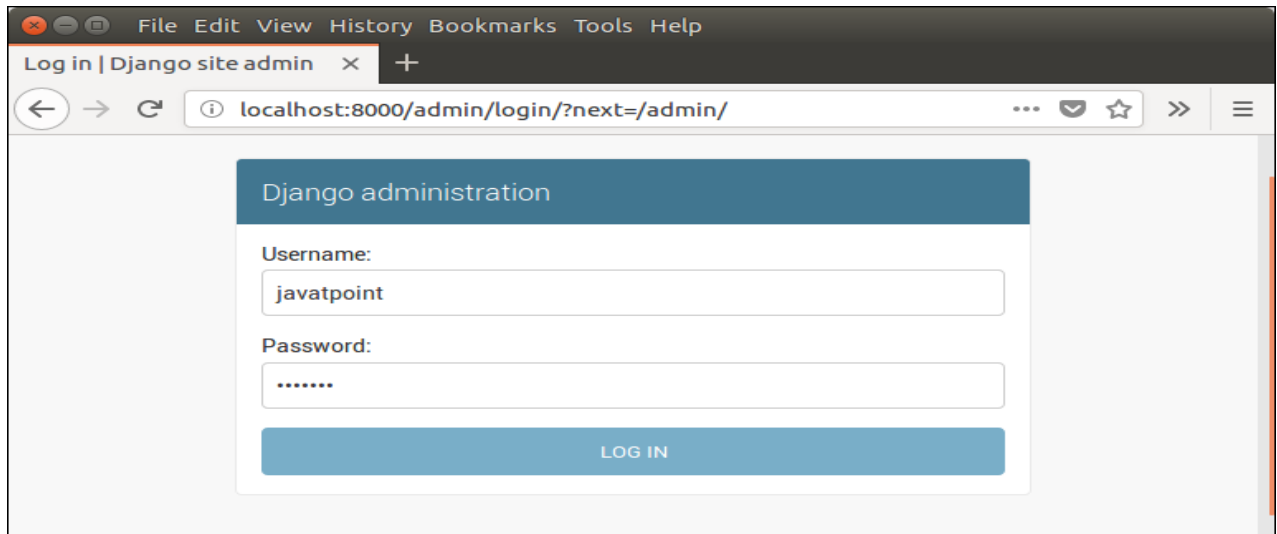 File Edit View History Bookmarks Tools Help
Log in | Django site admin
localhost:8000/admin/login/?next=/admin/
Django administration
Username:
javatpoint
Password:
•••••••
LOG IN